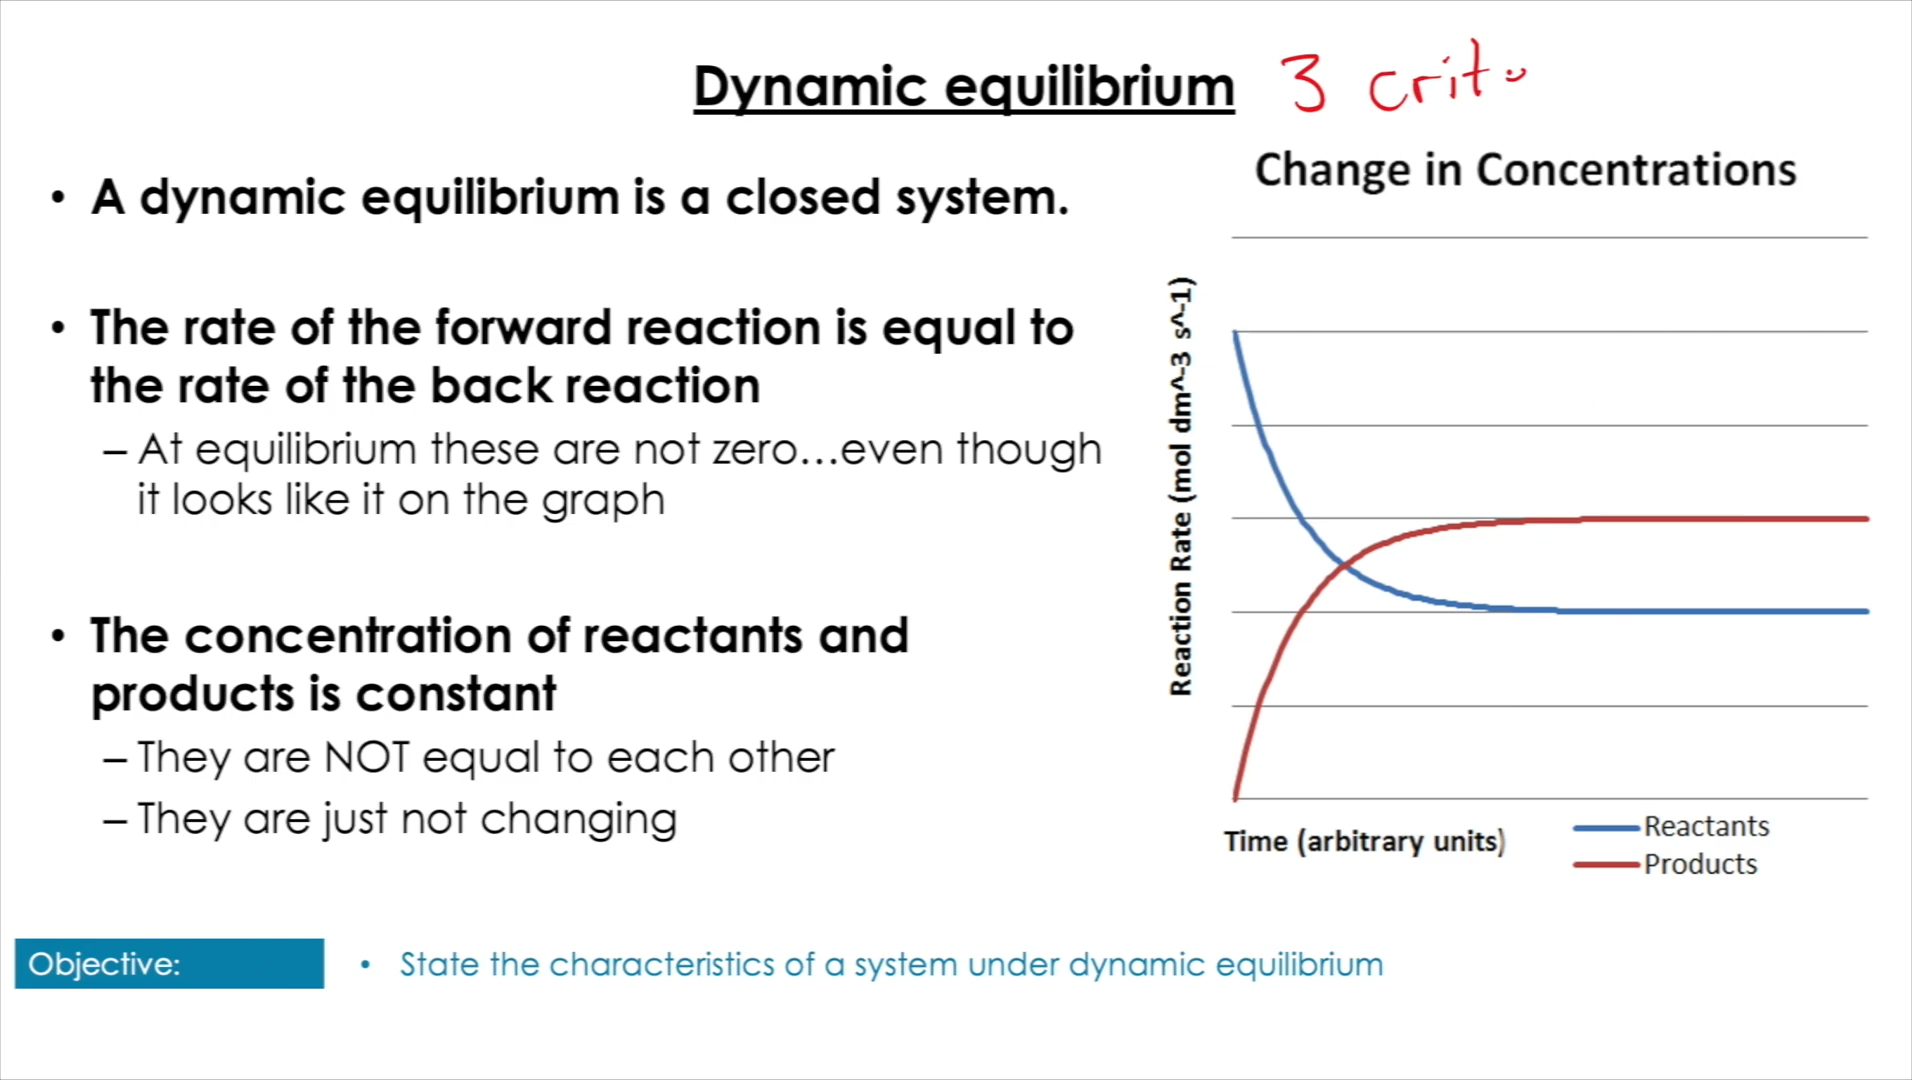 Dynamic equilibrium 3 crit.
• A dynamic equilibrium is a closed system.
• The rate of the forward reaction is equal to
the rate of the back reaction
– At equilibrium these are not zero...even though
it looks like it on the graph
• The concentration of reactants and
products is constant
– They are NOT equal to each other
– They are just not changing
Change in Concentrations
Reaction Rate (mol dm^-3 s^-1)
Time (arbitrary units)
Reactants
Products
Objective:
• State the characteristics of a system under dynamic equilibrium